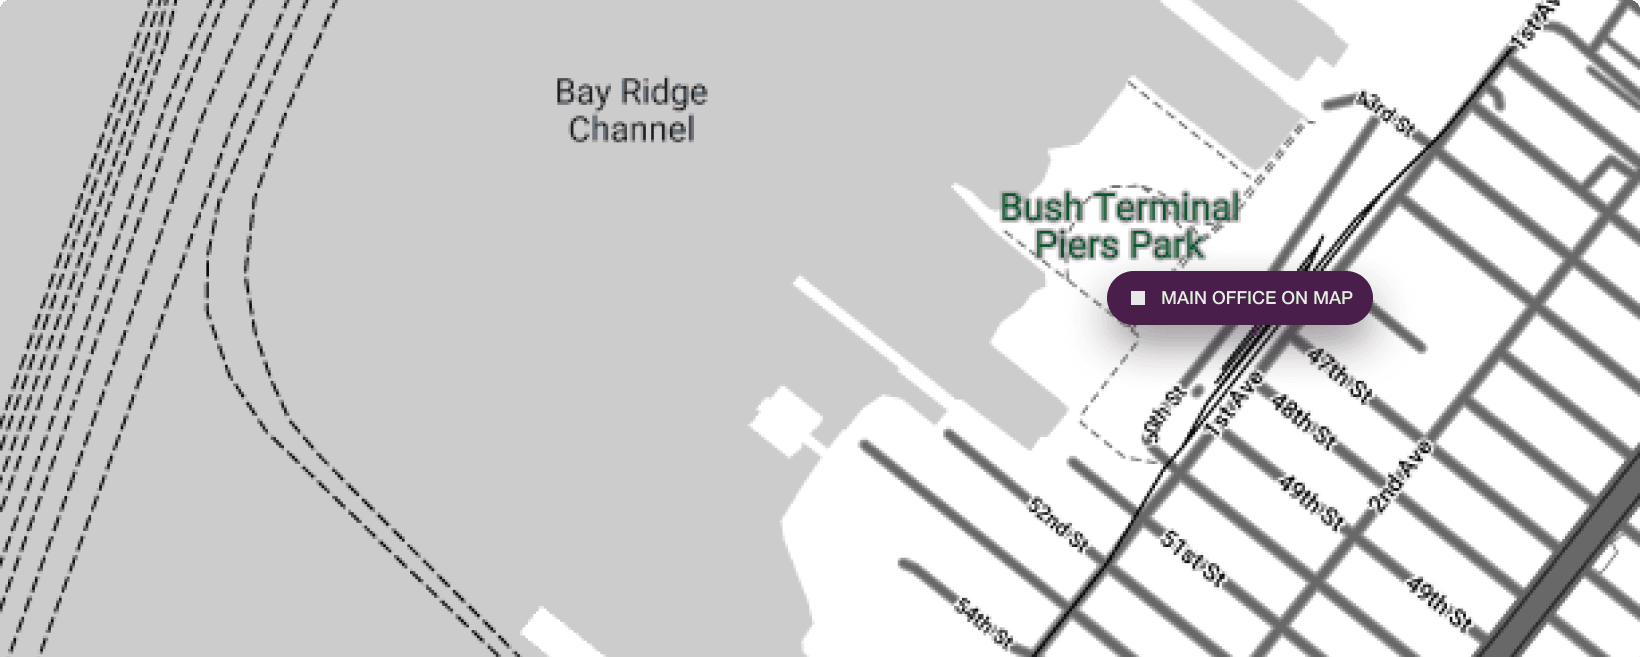 1st Av
Bay Ridge
Channel
43rd St
Bush Terminal
Piers Park
MAIN OFFICE ON MAP
47th St
1st Ave
48th St
50th St
2nd Ave
49th St
52nd St
51st St
49th St
54th St